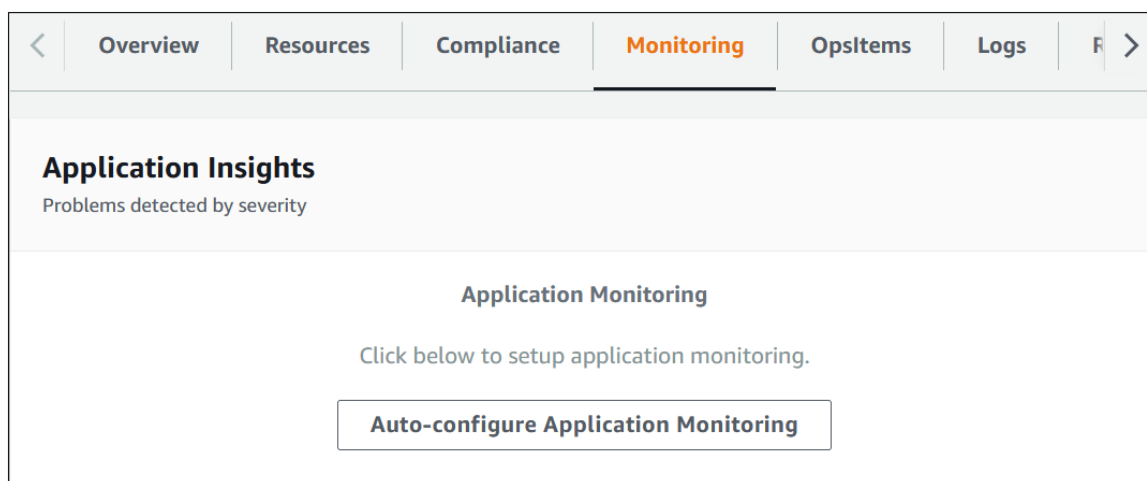 Overview Resources Compliance Monitoring OpsItems Logs
Application Insights
Problems detected by severity
Application Monitoring
Click below to setup application monitoring.
Auto-configure Application Monitoring